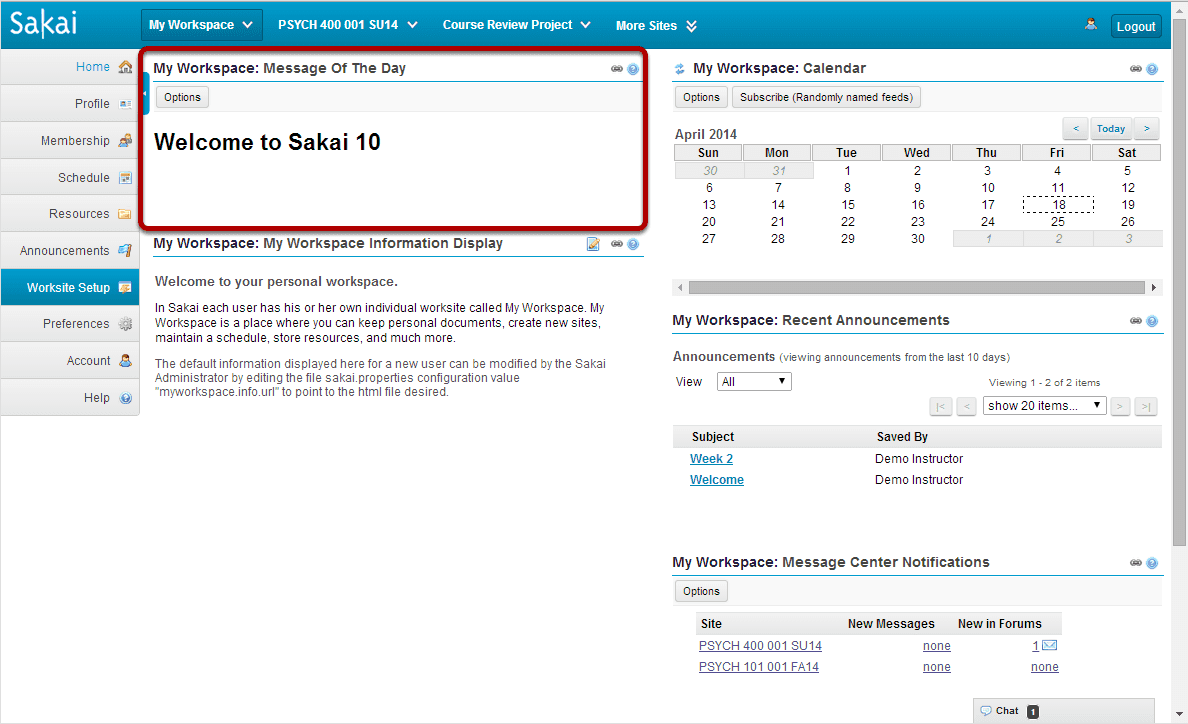 Sakai
My Workspace
PSYCH 400 001 SU14
Course Review Project
More Sites
Logout
Home
Profile
Membership
Schedule
Resources
Announcements
Worksite Setup
Preferences
Account
Help
My Workspace: Message Of The Day
Options
Welcome to Sakai 10
My Workspace: My Workspace Information Display
Welcome to your personal workspace.
In Sakai each user has his or her own individual worksite called My Workspace. My
Workspace is a place where you can keep personal documents, create new sites,
maintain a schedule, store resources, and much more.
The default information displayed here for a new user can be modified by the Sakai
Administrator by editing the file sakai.properties configuration value
"myworkspace.info.url" to point to the html file desired.
My Workspace: Calendar
Options Subscribe (Randomly named feeds)
April 2014 < Today >
Sun Mon Tue Wed Thu Fri Sat
30 31 1 2 3 4 5
6 7 8 9 10 11 12
13 14 15 16 17 18 19
20 21 22 23 24 25 26
27 28 29 30 1 2 3
My Workspace: Recent Announcements
Announcements (viewing announcements from the last 10 days)
View All Viewing 1 - 2 of 2 items
|< < show 20 items... > >|
Subject Saved By
Week 2 Demo Instructor
Welcome Demo Instructor
My Workspace: Message Center Notifications
Options
Site New Messages New in Forums
PSYCH 400 001 SU14 none 1
PSYCH 101 001 FA14 none none
Chat 1